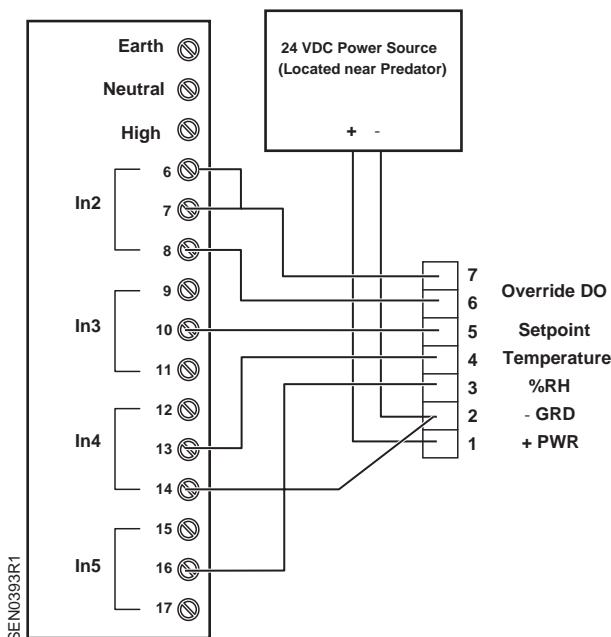 Earth
Neutral
High
In2
6
7
8
In3
9
10
11
In4
12
13
14
In5
15
16
17
SEN0393R1
24 VDC Power Source
(Located near Predator)
+ -
7
6
Override DO
5 Setpoint
4 Temperature
3 %RH
2 - GRD
1 + PWR